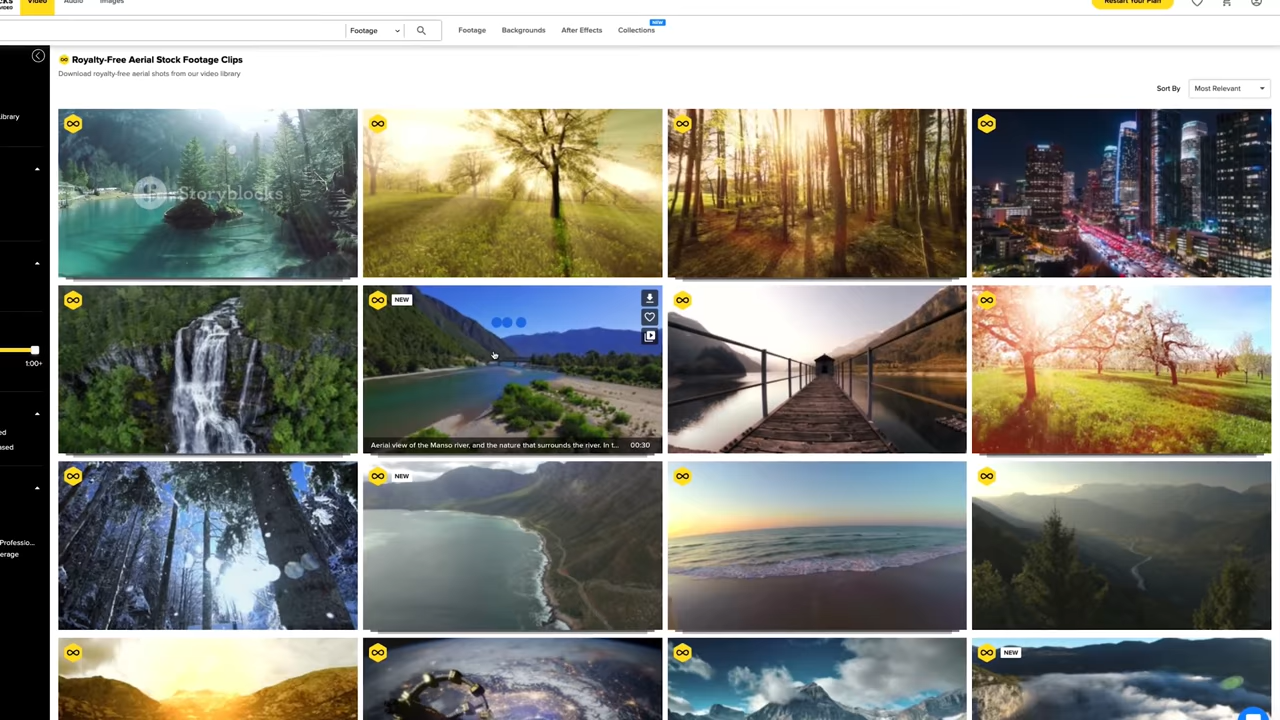 Video
Audio
Images
Restart Your Plan
Footage
Footage
Backgrounds
After Effects
Collections
NEW
Royalty-Free Aerial Stock Footage Clips
Download royalty-free aerial shots from our video library
Sort By
Most Relevant
Storyblocks
NEW
1:00+
Aerial view of the Manso river, and the nature that surrounds the river. In t...
00:30
NEW
NEW